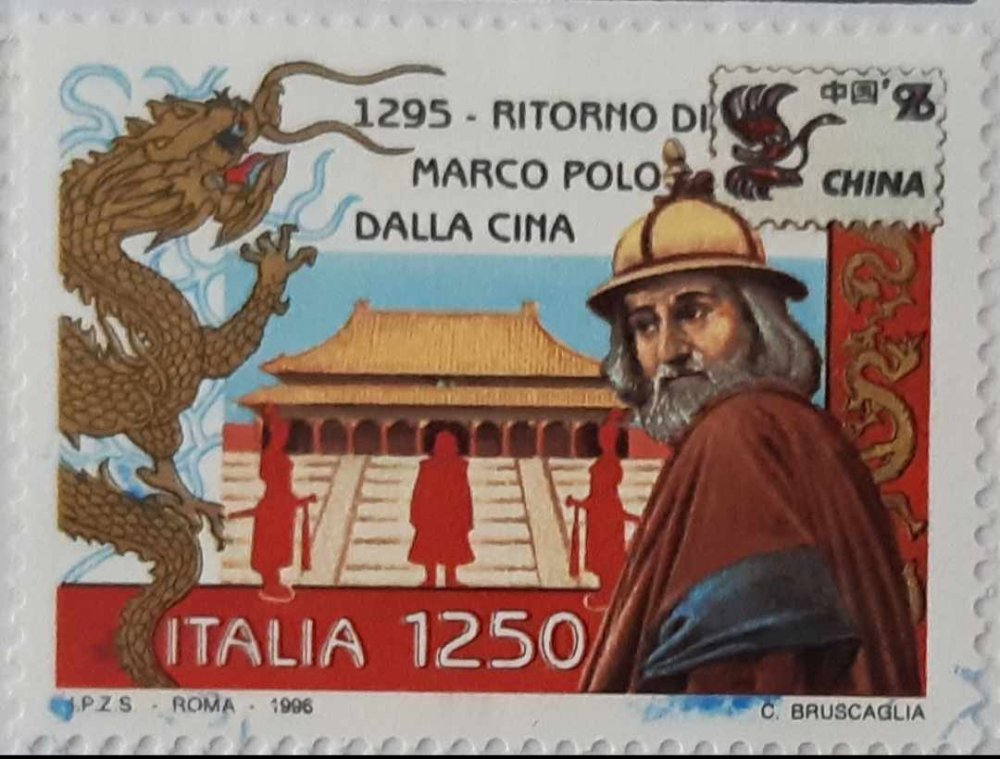 1295 - RITORNO DI
MARCO POLO
DALLA CINA
中国'96
CHINA
ITALIA 1250
I.P.Z.S - ROMA - 1996
C. BRUSCAGLIA